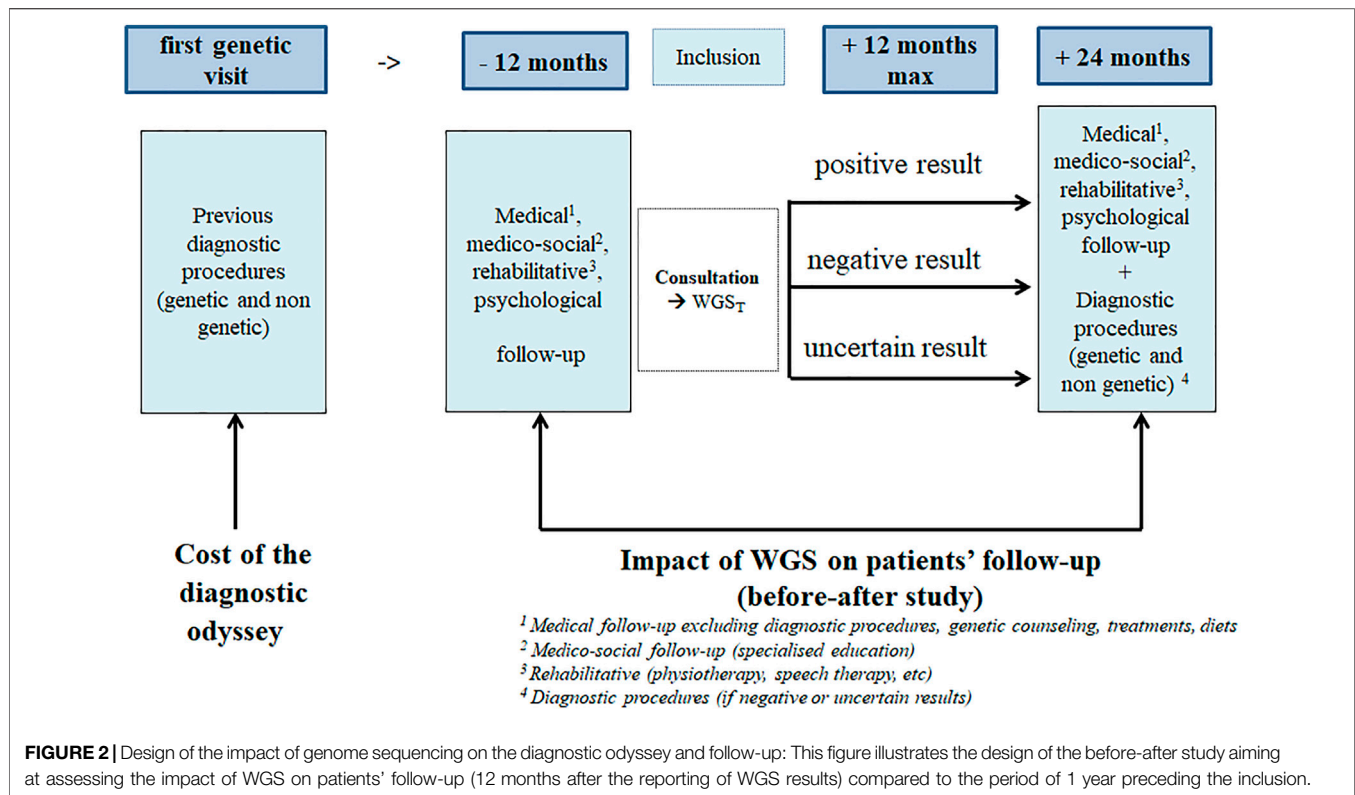 first genetic
visit
->
- 12 months
Inclusion
+ 12 months
max
+ 24 months
Previous
diagnostic
procedures
(genetic and non
genetic)
Medical¹,
medico-social²,
rehabilitative³,
psychological
follow-up
Consultation
→ WGS_T
positive result
negative result
uncertain result
Medical¹,
medico-social²,
rehabilitative³,
psychological
follow-up
+
Diagnostic
procedures
(genetic and
non genetic) ⁴
Cost of the
diagnostic
odyssey
Impact of WGS on patients' follow-up
(before-after study)
¹ Medical follow-up excluding diagnostic procedures, genetic counseling, treatments, diets
² Medico-social follow-up (specialised education)
³ Rehabilitative (physiotherapy, speech therapy, etc)
⁴ Diagnostic procedures (if negative or uncertain results)
FIGURE 2 | Design of the impact of genome sequencing on the diagnostic odyssey and follow-up: This figure illustrates the design of the before-after study aiming
at assessing the impact of WGS on patients' follow-up (12 months after the reporting of WGS results) compared to the period of 1 year preceding the inclusion.